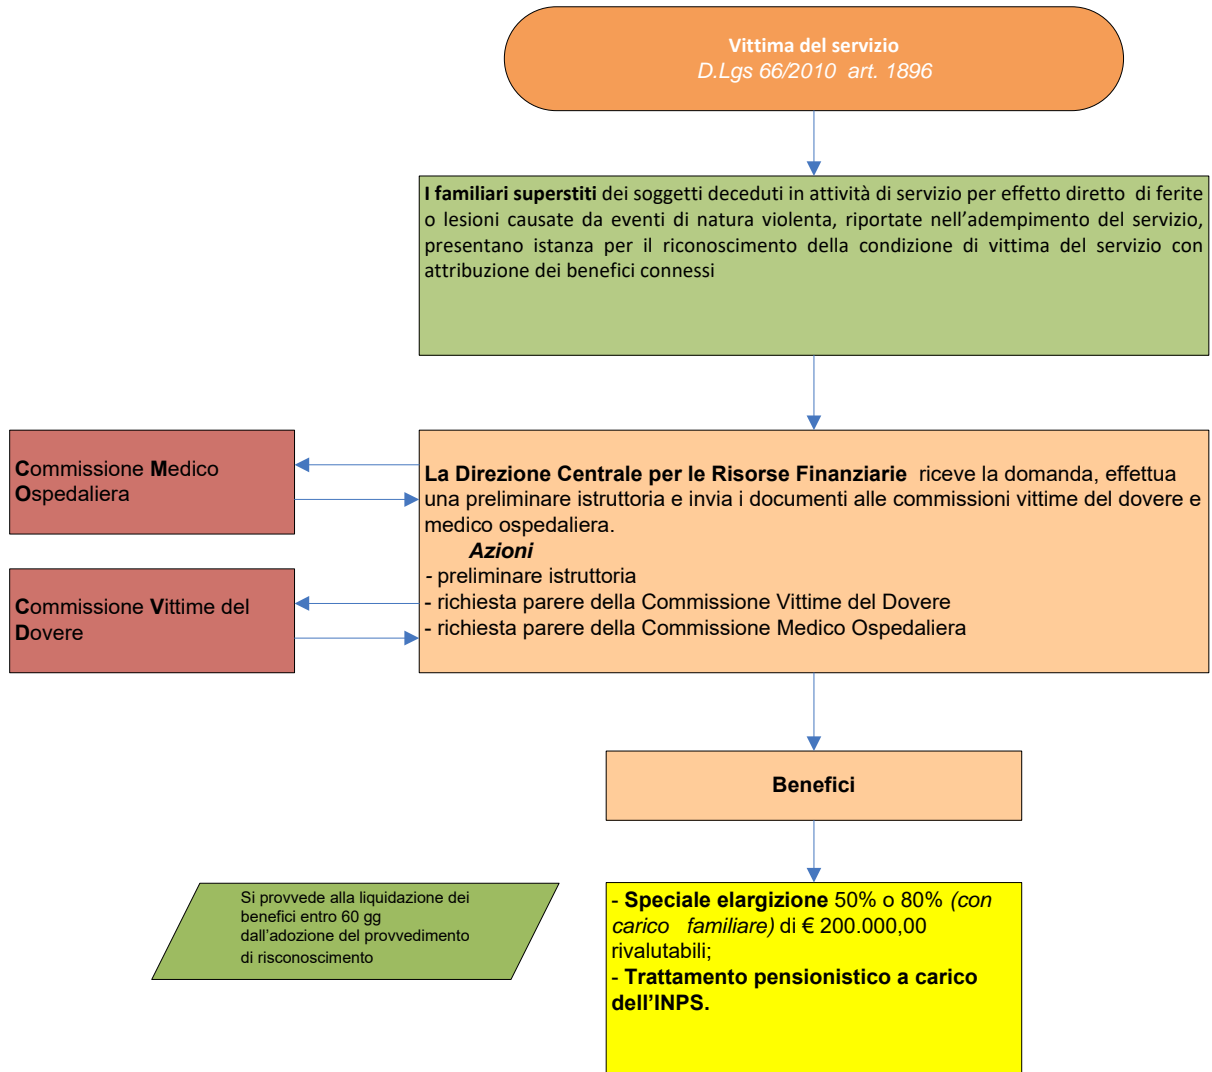 Vittima del servizio
D.Lgs 66/2010 art. 1896
I familiari superstiti dei soggetti deceduti in attività di servizio per effetto diretto di ferite
o lesioni causate da eventi di natura violenta, riportate nell’adempimento del servizio,
presentano istanza per il riconoscimento della condizione di vittima del servizio con
attribuzione dei benefici connessi
Commissione Medico
Ospedaliera
La Direzione Centrale per le Risorse Finanziarie riceve la domanda, effettua
una preliminare istruttoria e invia i documenti alle commissioni vittime del dovere e
medico ospedaliera.
Azioni
- preliminare istruttoria
- richiesta parere della Commissione Vittime del Dovere
- richiesta parere della Commissione Medico Ospedaliera
Commissione Vittime del
Dovere
Benefici
Si provvede alla liquidazione dei
benefici entro 60 gg
dall’adozione del provvedimento
di risconoscimento
- Speciale elargizione 50% o 80% (con
carico familiare) di € 200.000,00
rivalutabili;
- Trattamento pensionistico a carico
dell’INPS.